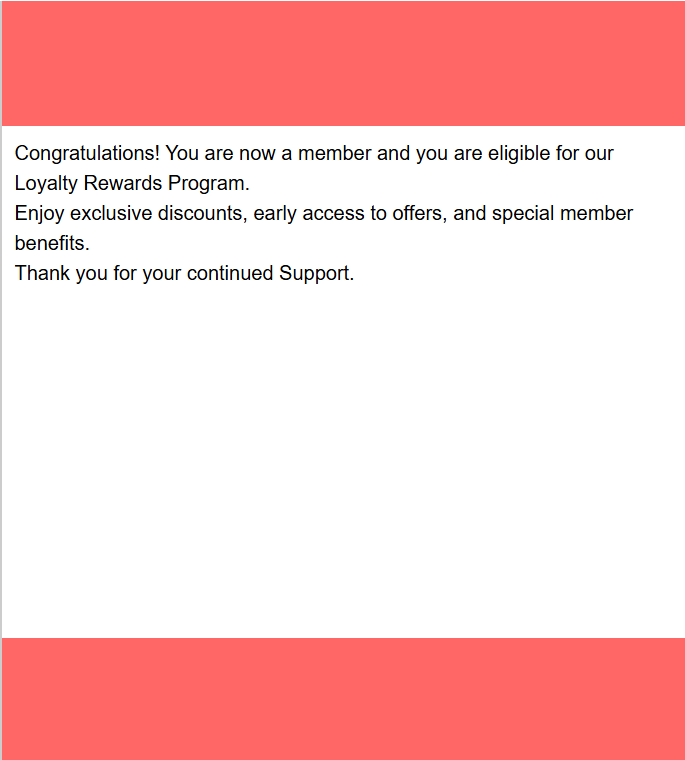 Congratulations! You are now a member and you are eligible for our
Loyalty Rewards Program.
Enjoy exclusive discounts, early access to offers, and special member
benefits.
Thank you for your continued Support.